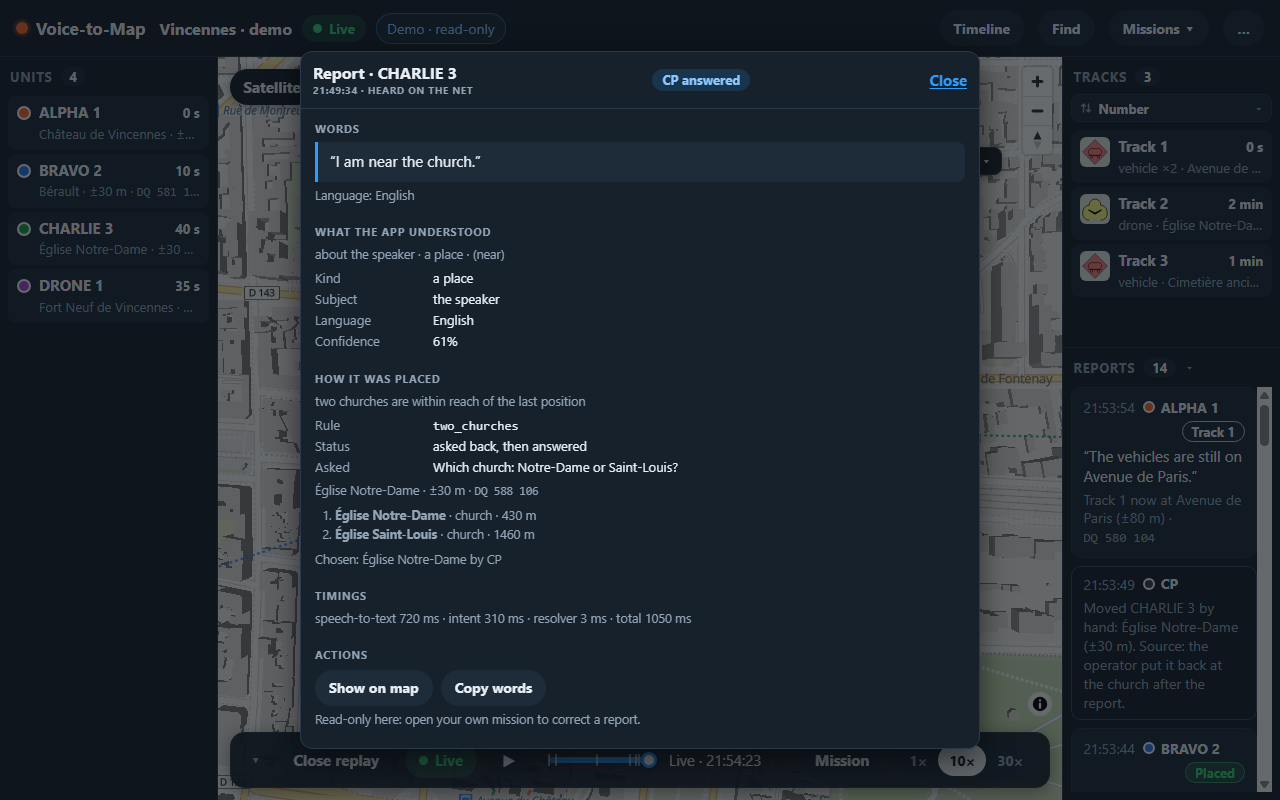 Voice-to-Map Vincennes · demo Live Demo · read-only Timeline Find Missions ...
UNITS 4
ALPHA 1 0 s
Château de Vincennes · ±...
BRAVO 2 10 s
Bérault · ±30 m · DQ 581 1...
CHARLIE 3 40 s
Église Notre-Dame · ±30 ...
DRONE 1 35 s
Fort Neuf de Vincennes · ...
Satellite
Rue de Montreu
D 143
Report · CHARLIE 3
21:49:34 · HEARD ON THE NET
CP answered
Close
WORDS
“I am near the church.”
Language: English
WHAT THE APP UNDERSTOOD
about the speaker · a place · (near)
Kind a place
Subject the speaker
Language English
Confidence 61%
HOW IT WAS PLACED
two churches are within reach of the last position
Rule two_churches
Status asked back, then answered
Asked Which church: Notre-Dame or Saint-Louis?
Église Notre-Dame · ±30 m · DQ 588 106
1. Église Notre-Dame · church · 430 m
2. Église Saint-Louis · church · 1460 m
Chosen: Église Notre-Dame by CP
TIMINGS
speech-to-text 720 ms · intent 310 ms · resolver 3 ms · total 1050 ms
ACTIONS
Show on map Copy words
Read-only here: open your own mission to correct a report.
de Fontenay
Close replay Live Live · 21:54:23 Mission 1× 10× 30×
TRACKS 3
Number
Track 1 0 s
vehicle ×2 · Avenue de ...
Track 2 2 min
drone · Église Notre-Da...
Track 3 1 min
vehicle · Cimetière anci...
REPORTS 14
21:53:54 ALPHA 1
Track 1
“The vehicles are still on
Avenue de Paris.”
Track 1 now at Avenue de
Paris (±80 m) ·
DQ 580 104
21:53:49 CP
Moved CHARLIE 3 by
hand: Église Notre-Dame
(±30 m). Source: the
operator put it back at
the church after the
report.
21:53:44 BRAVO 2
Placed